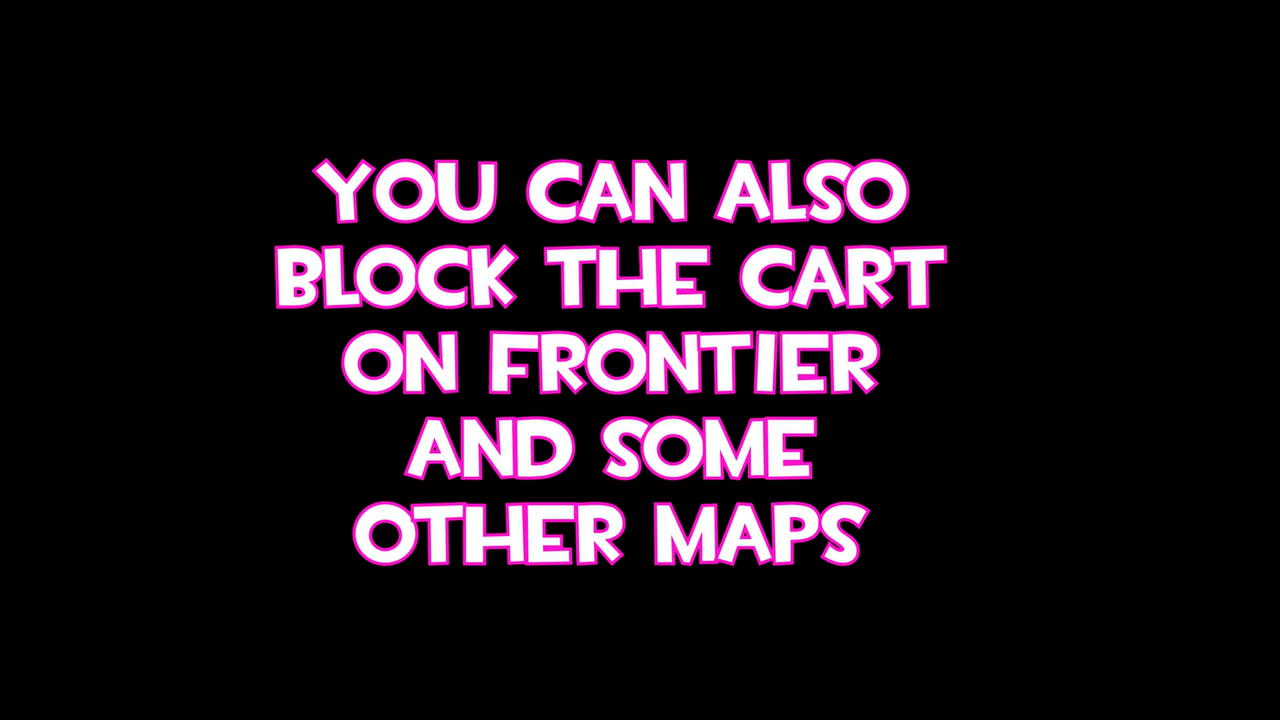 YOU CAN ALSO
BLOCK THE CART
ON FRONTIER
AND SOME
OTHER MAPS